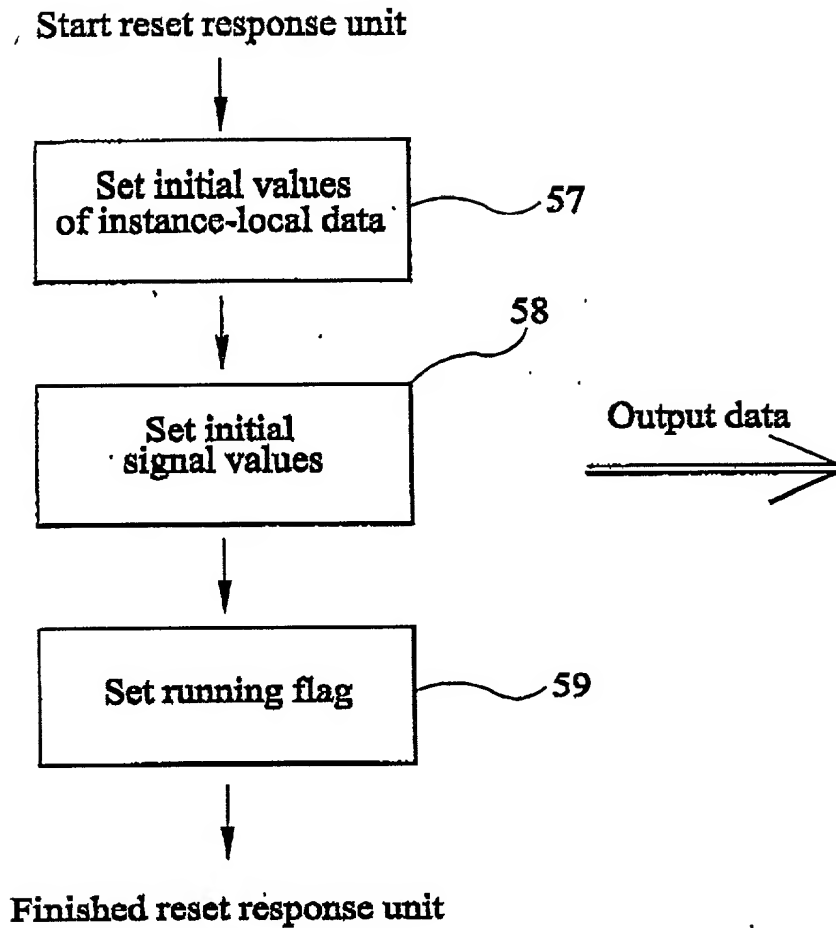 Start reset response unit
Set initial values
of instance-local data
57
58
Set initial
signal values
Output data
Set running flag
59
Finished reset response unit